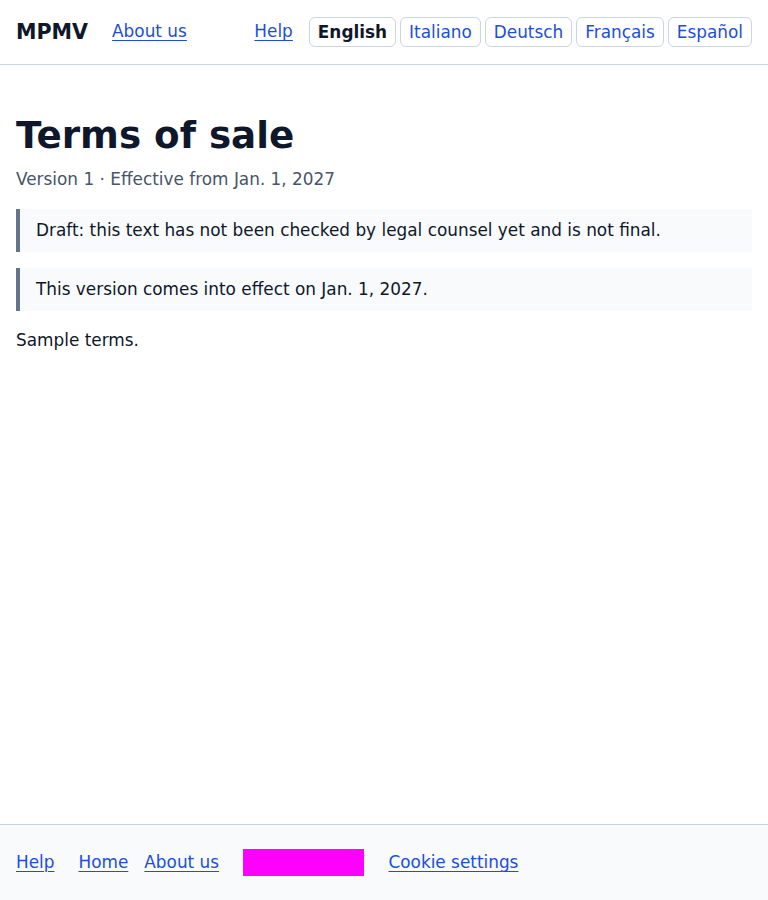 MPMV About us Help English Italiano Deutsch Français Español
Terms of sale
Version 1 · Effective from Jan. 1, 2027
Draft: this text has not been checked by legal counsel yet and is not final.
This version comes into effect on Jan. 1, 2027.
Sample terms.
Help Home About us Cookie settings